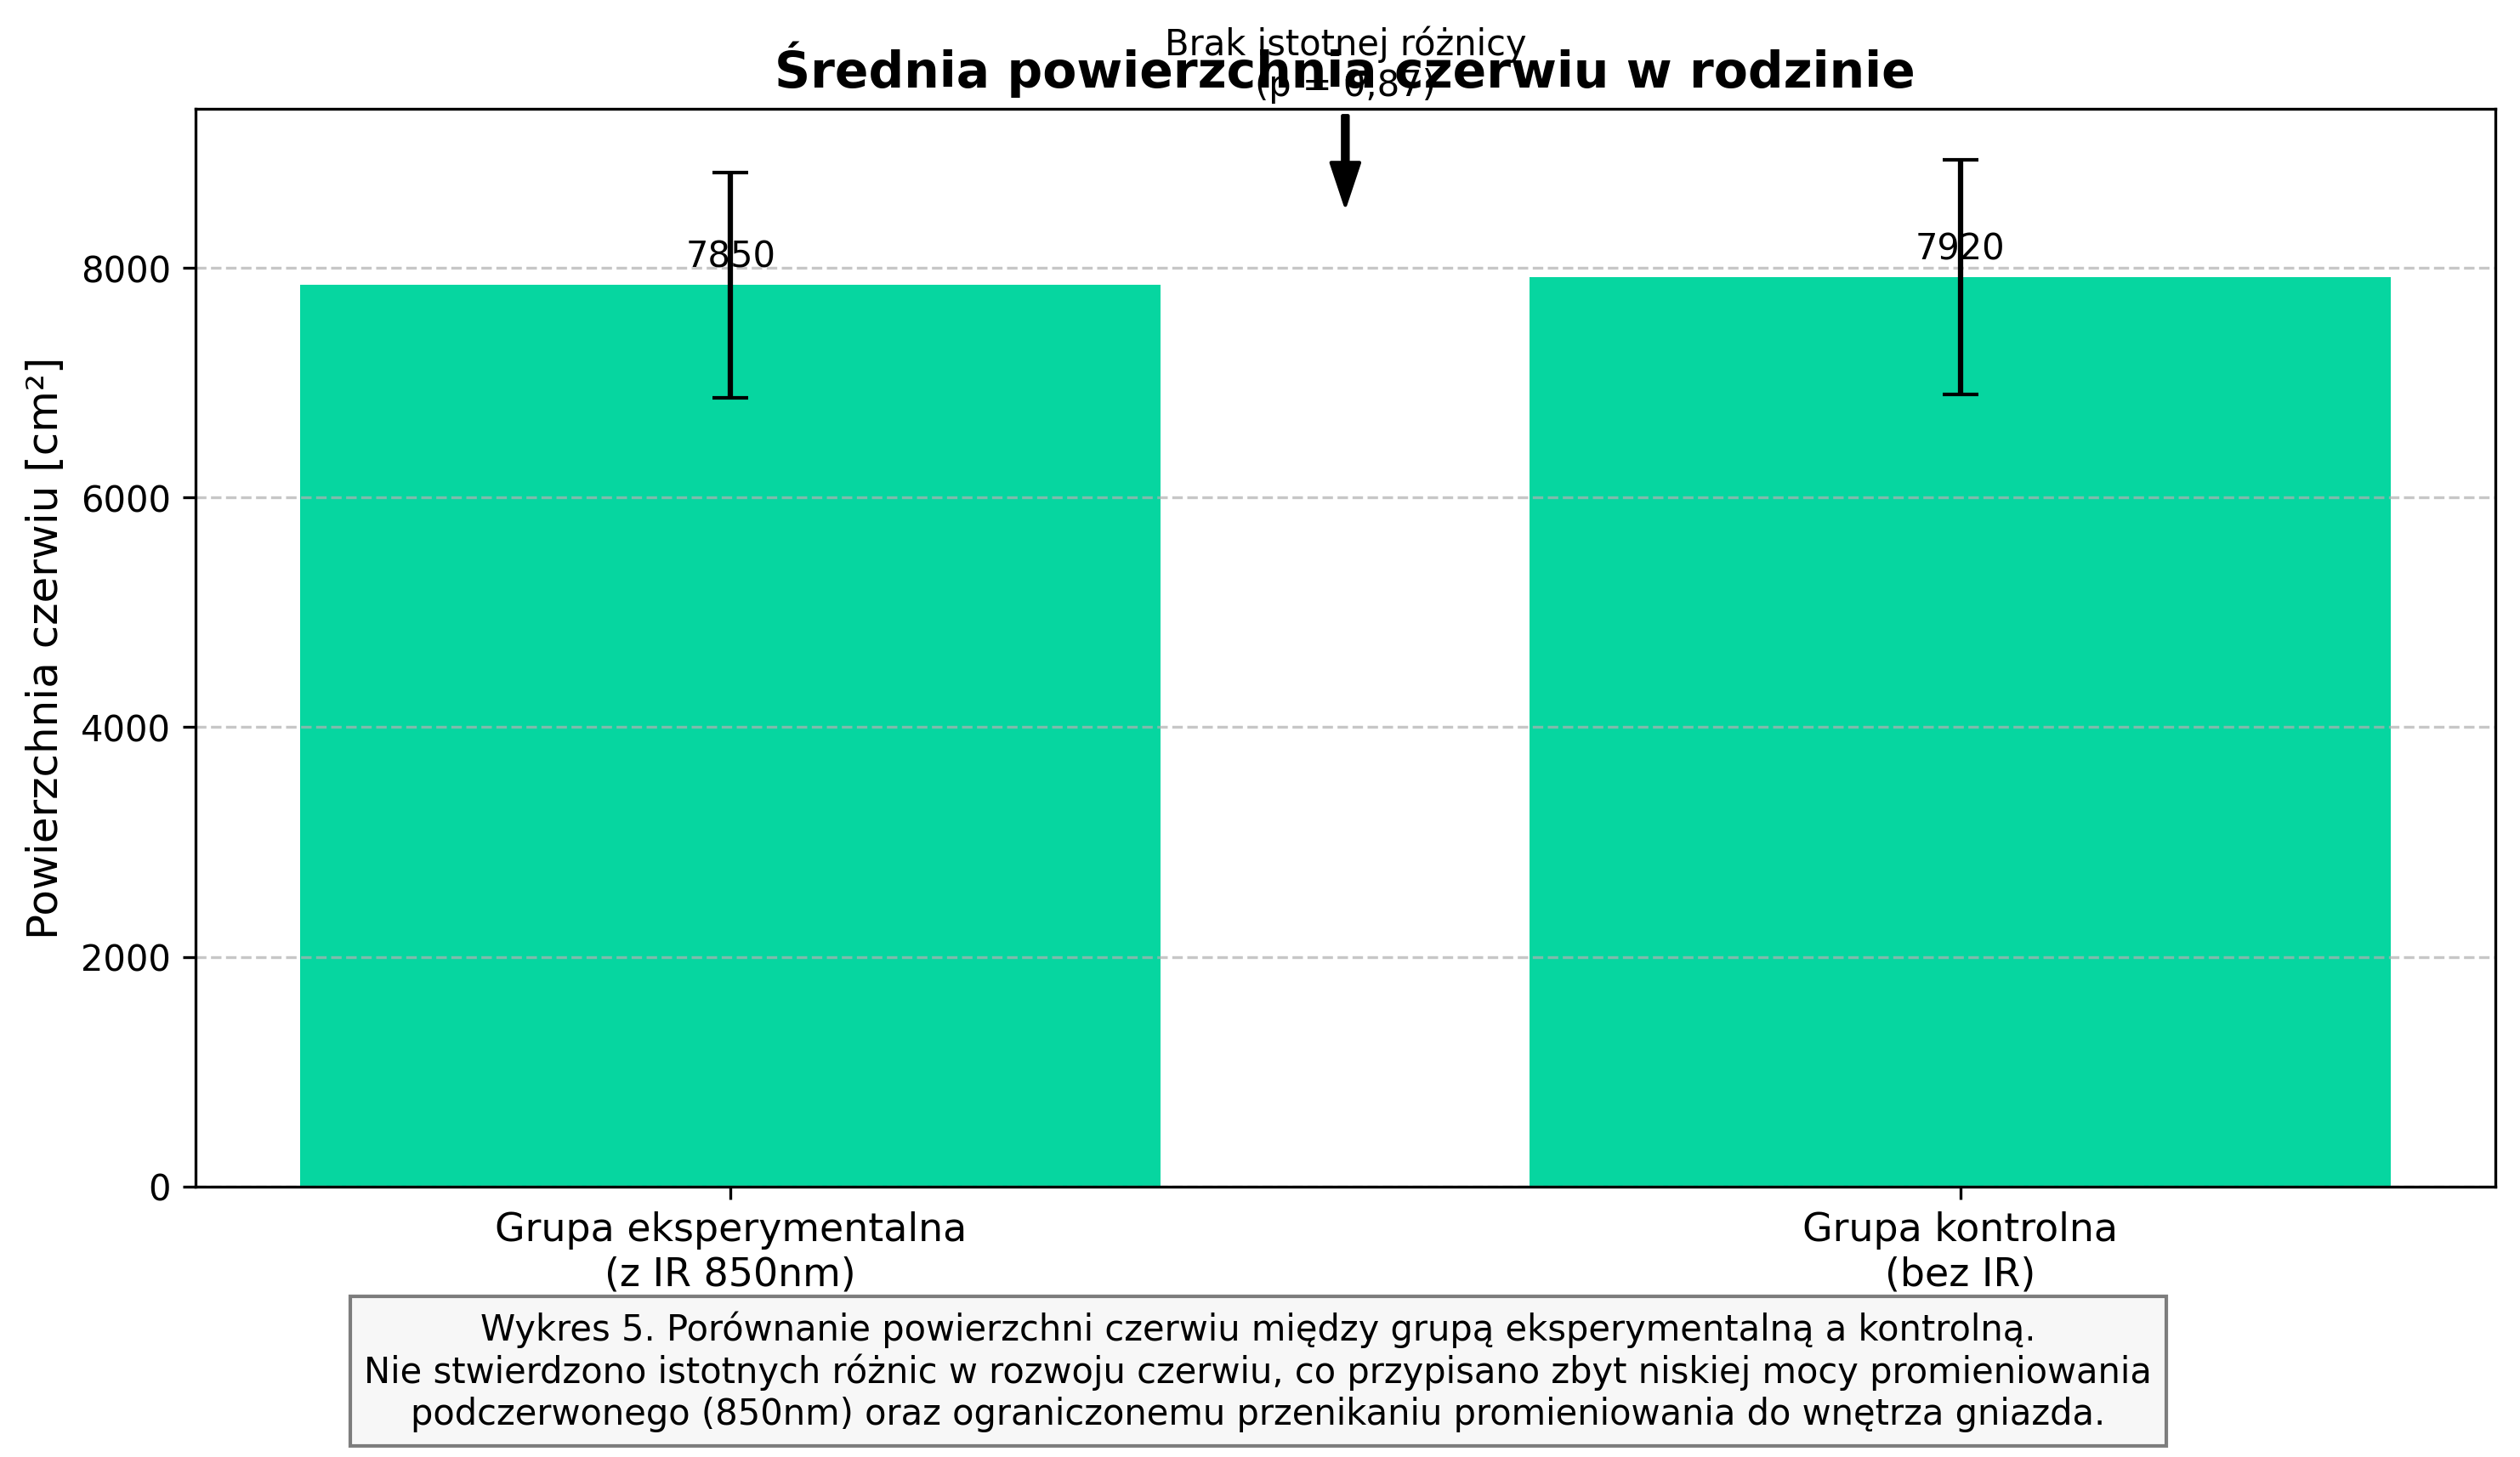 Brak istotnej różnicy
(p = 0,87)
Średnia powierzchnia czerwiu w rodzinie
7850
7920
8000
6000
4000
2000
0
Powierzchnia czerwiu [cm²]
Grupa eksperymentalna
(z IR 850nm)
Grupa kontrolna
(bez IR)
Wykres 5. Porównanie powierzchni czerwiu między grupą eksperymentalną a kontrolną.
Nie stwierdzono istotnych różnic w rozwoju czerwiu, co przypisano zbyt niskiej mocy promieniowania
podczerwonego (850nm) oraz ograniczonemu przenikaniu promieniowania do wnętrza gniazda.